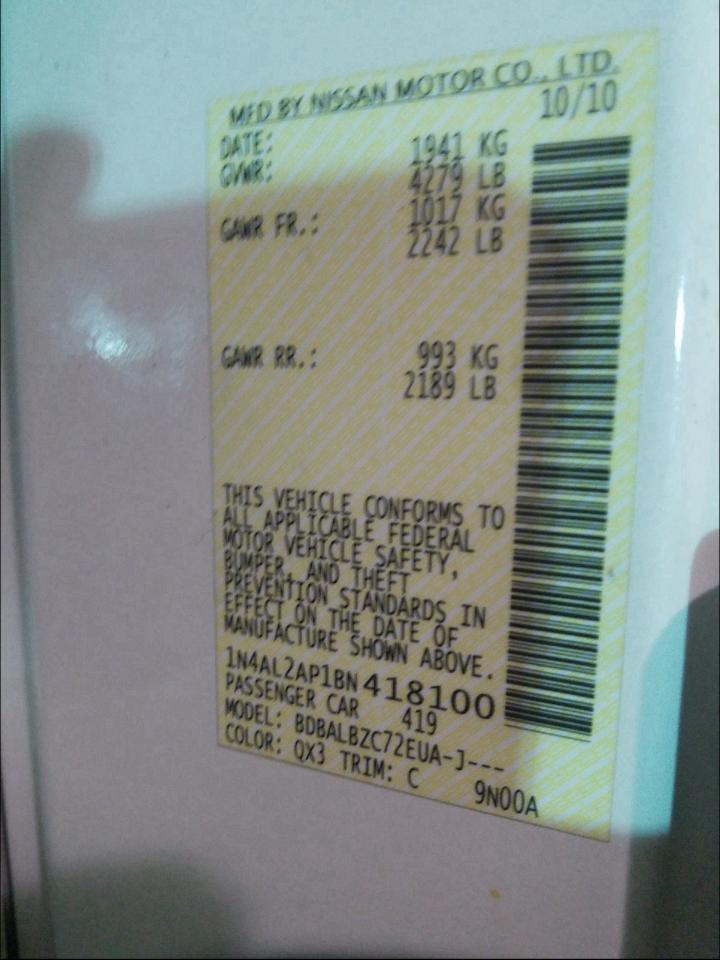 MFD BY NISSAN MOTOR CO., LTD.
DATE: 10/10
GVWR: 1941 KG
4279 LB
GAWR FR.: 1017 KG
2242 LB
GAWR RR.: 993 KG
2189 LB
THIS VEHICLE CONFORMS TO
ALL APPLICABLE FEDERAL
MOTOR VEHICLE SAFETY,
BUMPER, AND THEFT
PREVENTION STANDARDS IN
EFFECT ON THE DATE OF
MANUFACTURE SHOWN ABOVE.
1N4AL2AP1BN418100
PASSENGER CAR 419
MODEL: BDBALBZC72EUA-J---
COLOR: QX3 TRIM: C 9N00A